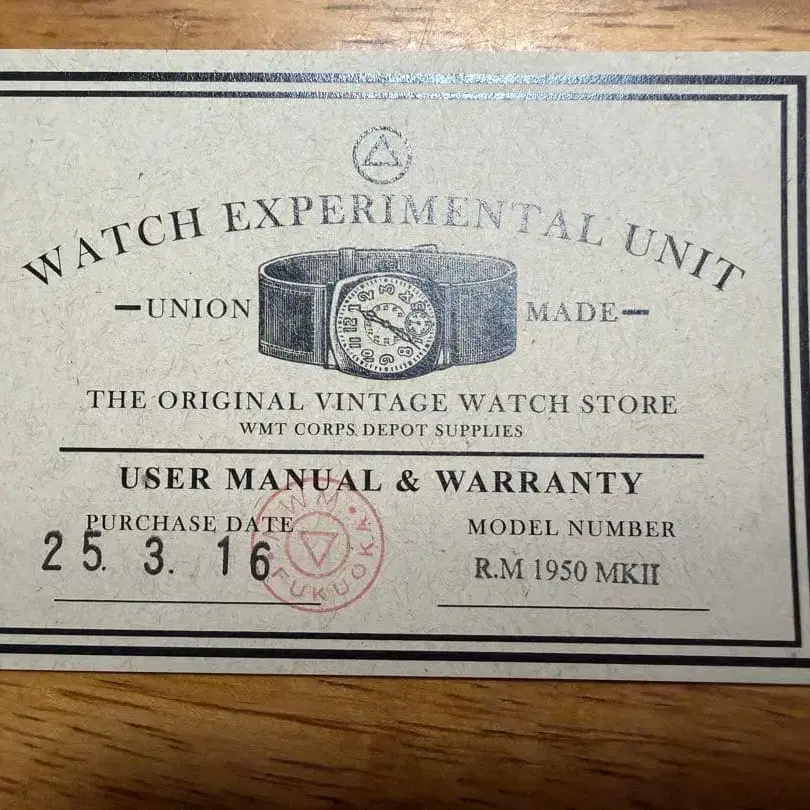 WATCH EXPERIMENTAL UNIT
UNION MADE
THE ORIGINAL VINTAGE WATCH STORE
WMT CORPS. DEPOT SUPPLIES
USER MANUAL & WARRANTY
PURCHASE DATE
25. 3. 16
FUKUOKA
MODEL NUMBER
R.M 1950 MKII